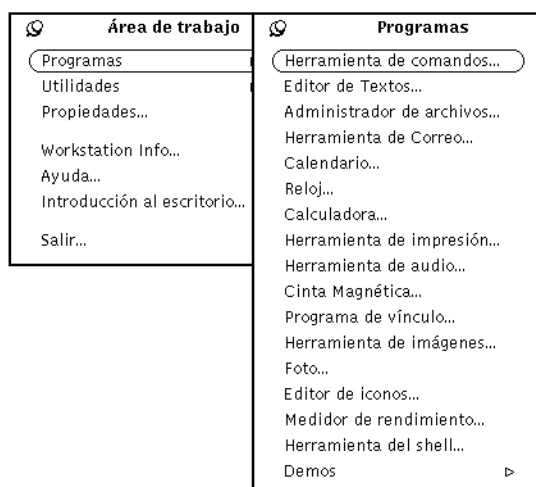 Área de trabajo
Programas
Utilidades
Propiedades...
Workstation Info...
Ayuda...
Introducción al escritorio...
Salir...
Programas
Herramienta de comandos...
Editor de Textos...
Administrador de archivos...
Herramienta de Correo...
Calendario...
Reloj...
Calculadora...
Herramienta de impresión...
Herramienta de audio...
Cinta Magnética...
Programa de vínculo...
Herramienta de imágenes...
Foto...
Editor de iconos...
Medidor de rendimiento...
Herramienta del shell...
Demos